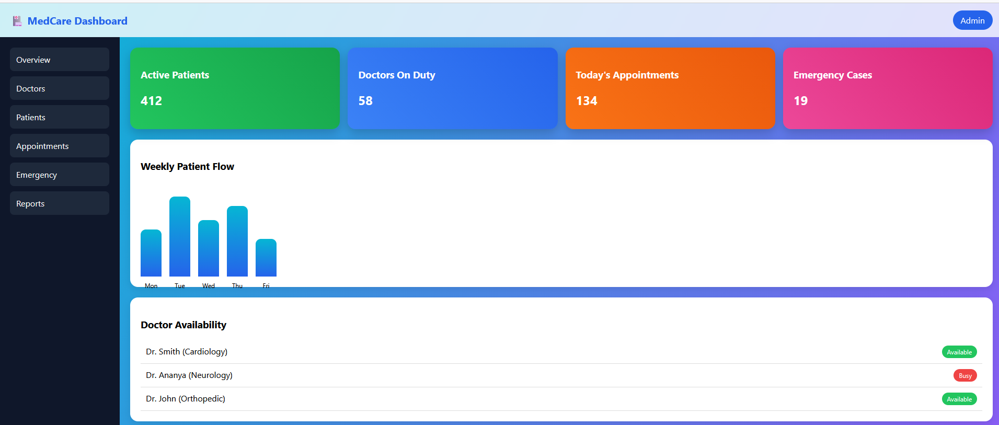 MedCare Dashboard
Admin
Overview
Doctors
Patients
Appointments
Emergency
Reports
Active Patients
412
Doctors On Duty
58
Today's Appointments
134
Emergency Cases
19
Weekly Patient Flow
Mon Tue Wed Thu Fri
Doctor Availability
Dr. Smith (Cardiology) Available
Dr. Ananya (Neurology) Busy
Dr. John (Orthopedic) Available